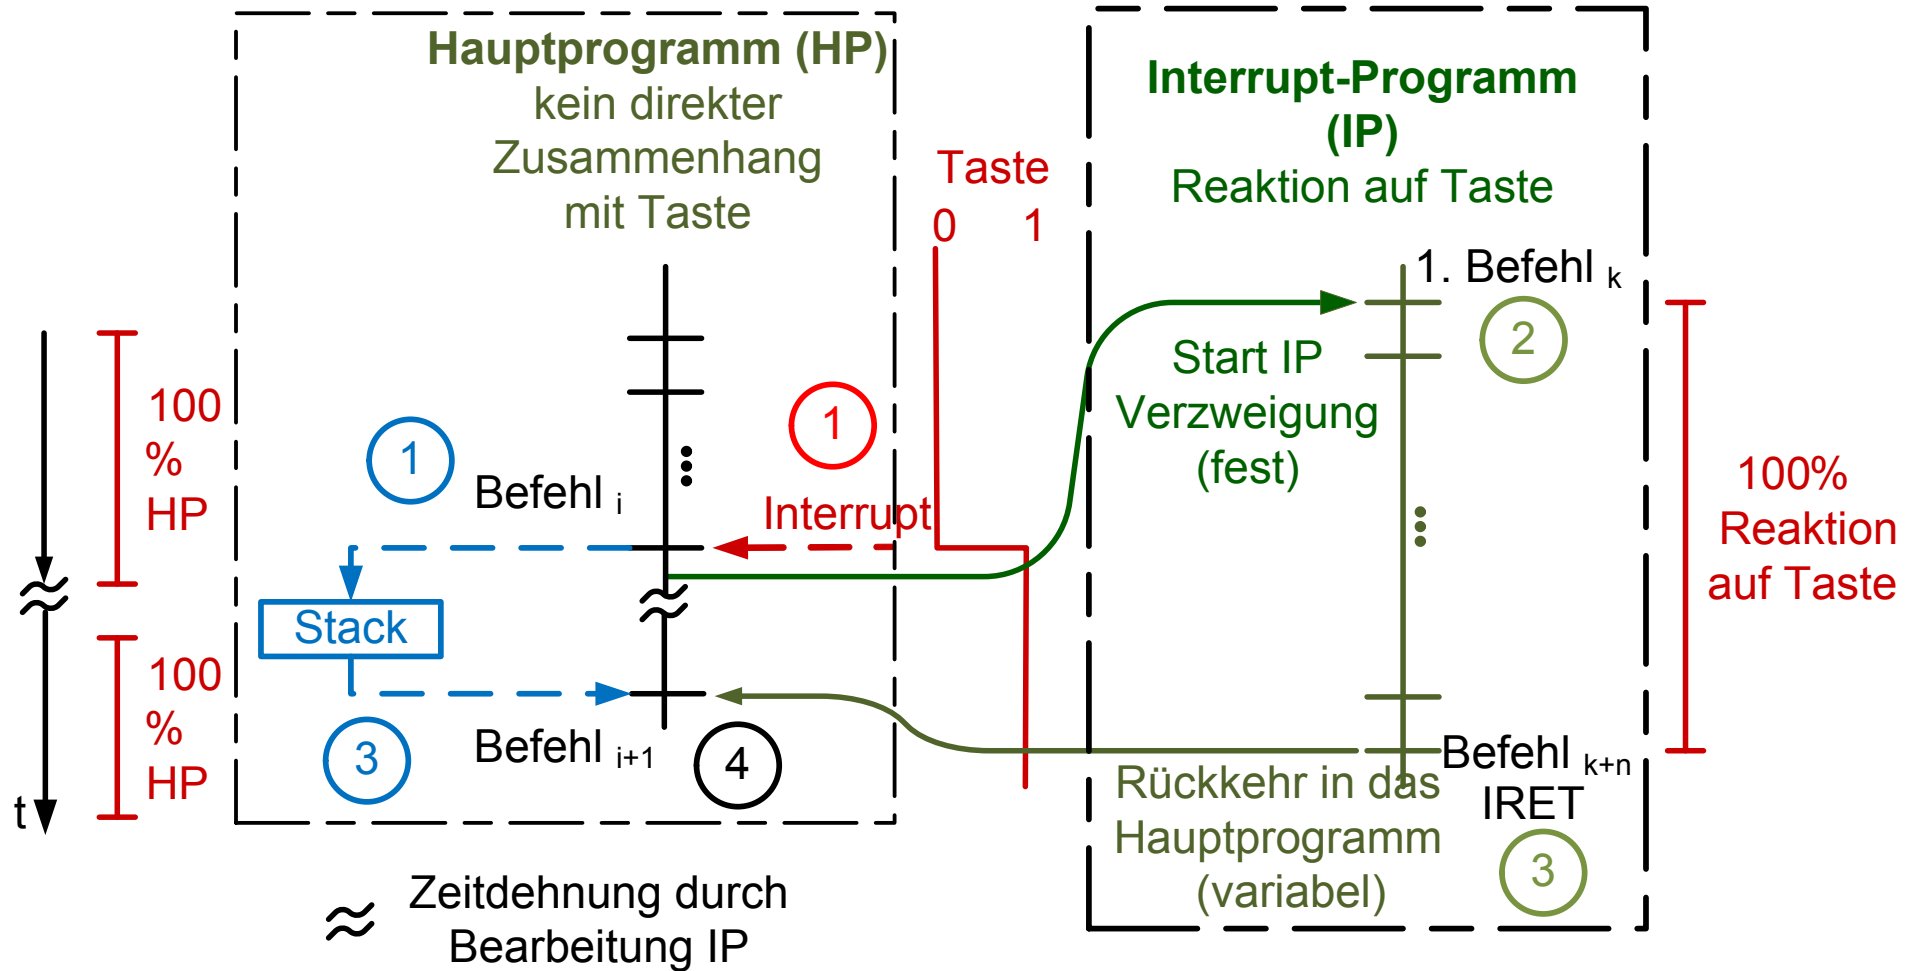 Hauptprogramm (HP)
kein direkter
Zusammenhang
mit Taste
Interrupt-Programm
(IP)
Reaktion auf Taste
Taste
0 1
1. Befehl k
2
Start IP
Verzweigung
(fest)
100
%
HP
1
1
Befehl i
Interrupt
100%
Reaktion
auf Taste
Stack
100
%
HP
3
Befehl i+1
4
t
Befehl k+n
IRET
3
Rückkehr in das
Hauptprogramm
(variabel)
Zeitdehnung durch
Bearbeitung IP